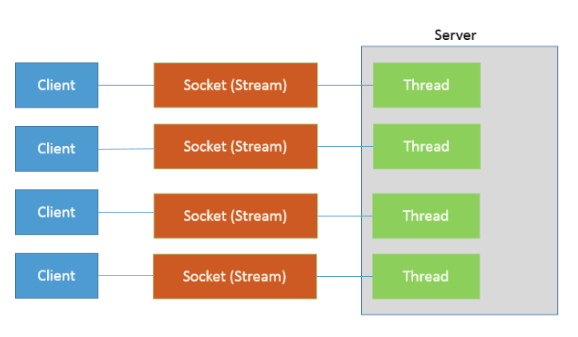 Server
Client
Socket (Stream)
Thread
Client
Socket (Stream)
Thread
Client
Socket (Stream)
Thread
Client
Socket (Stream)
Thread